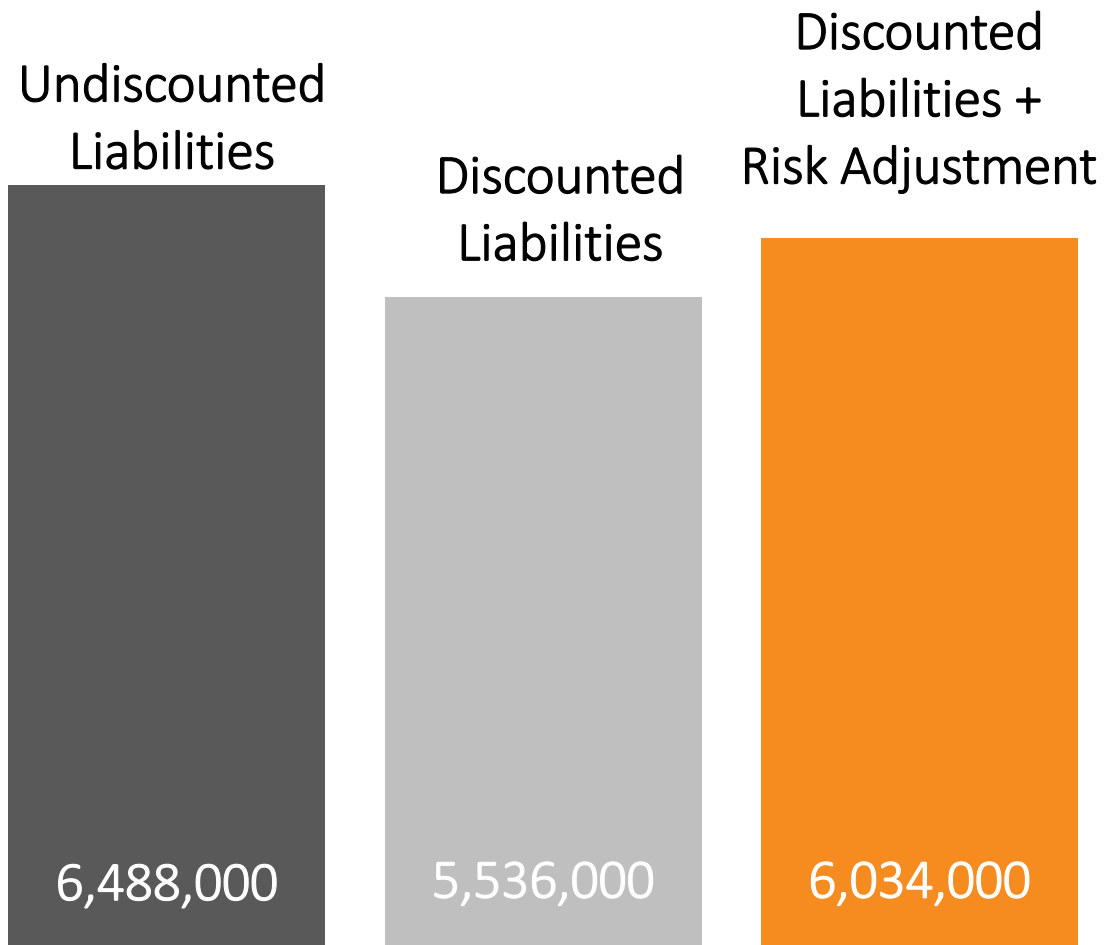 Undiscounted
Liabilities
6,488,000
Discounted
Liabilities
5,536,000
Discounted
Liabilities +
Risk Adjustment
6,034,000